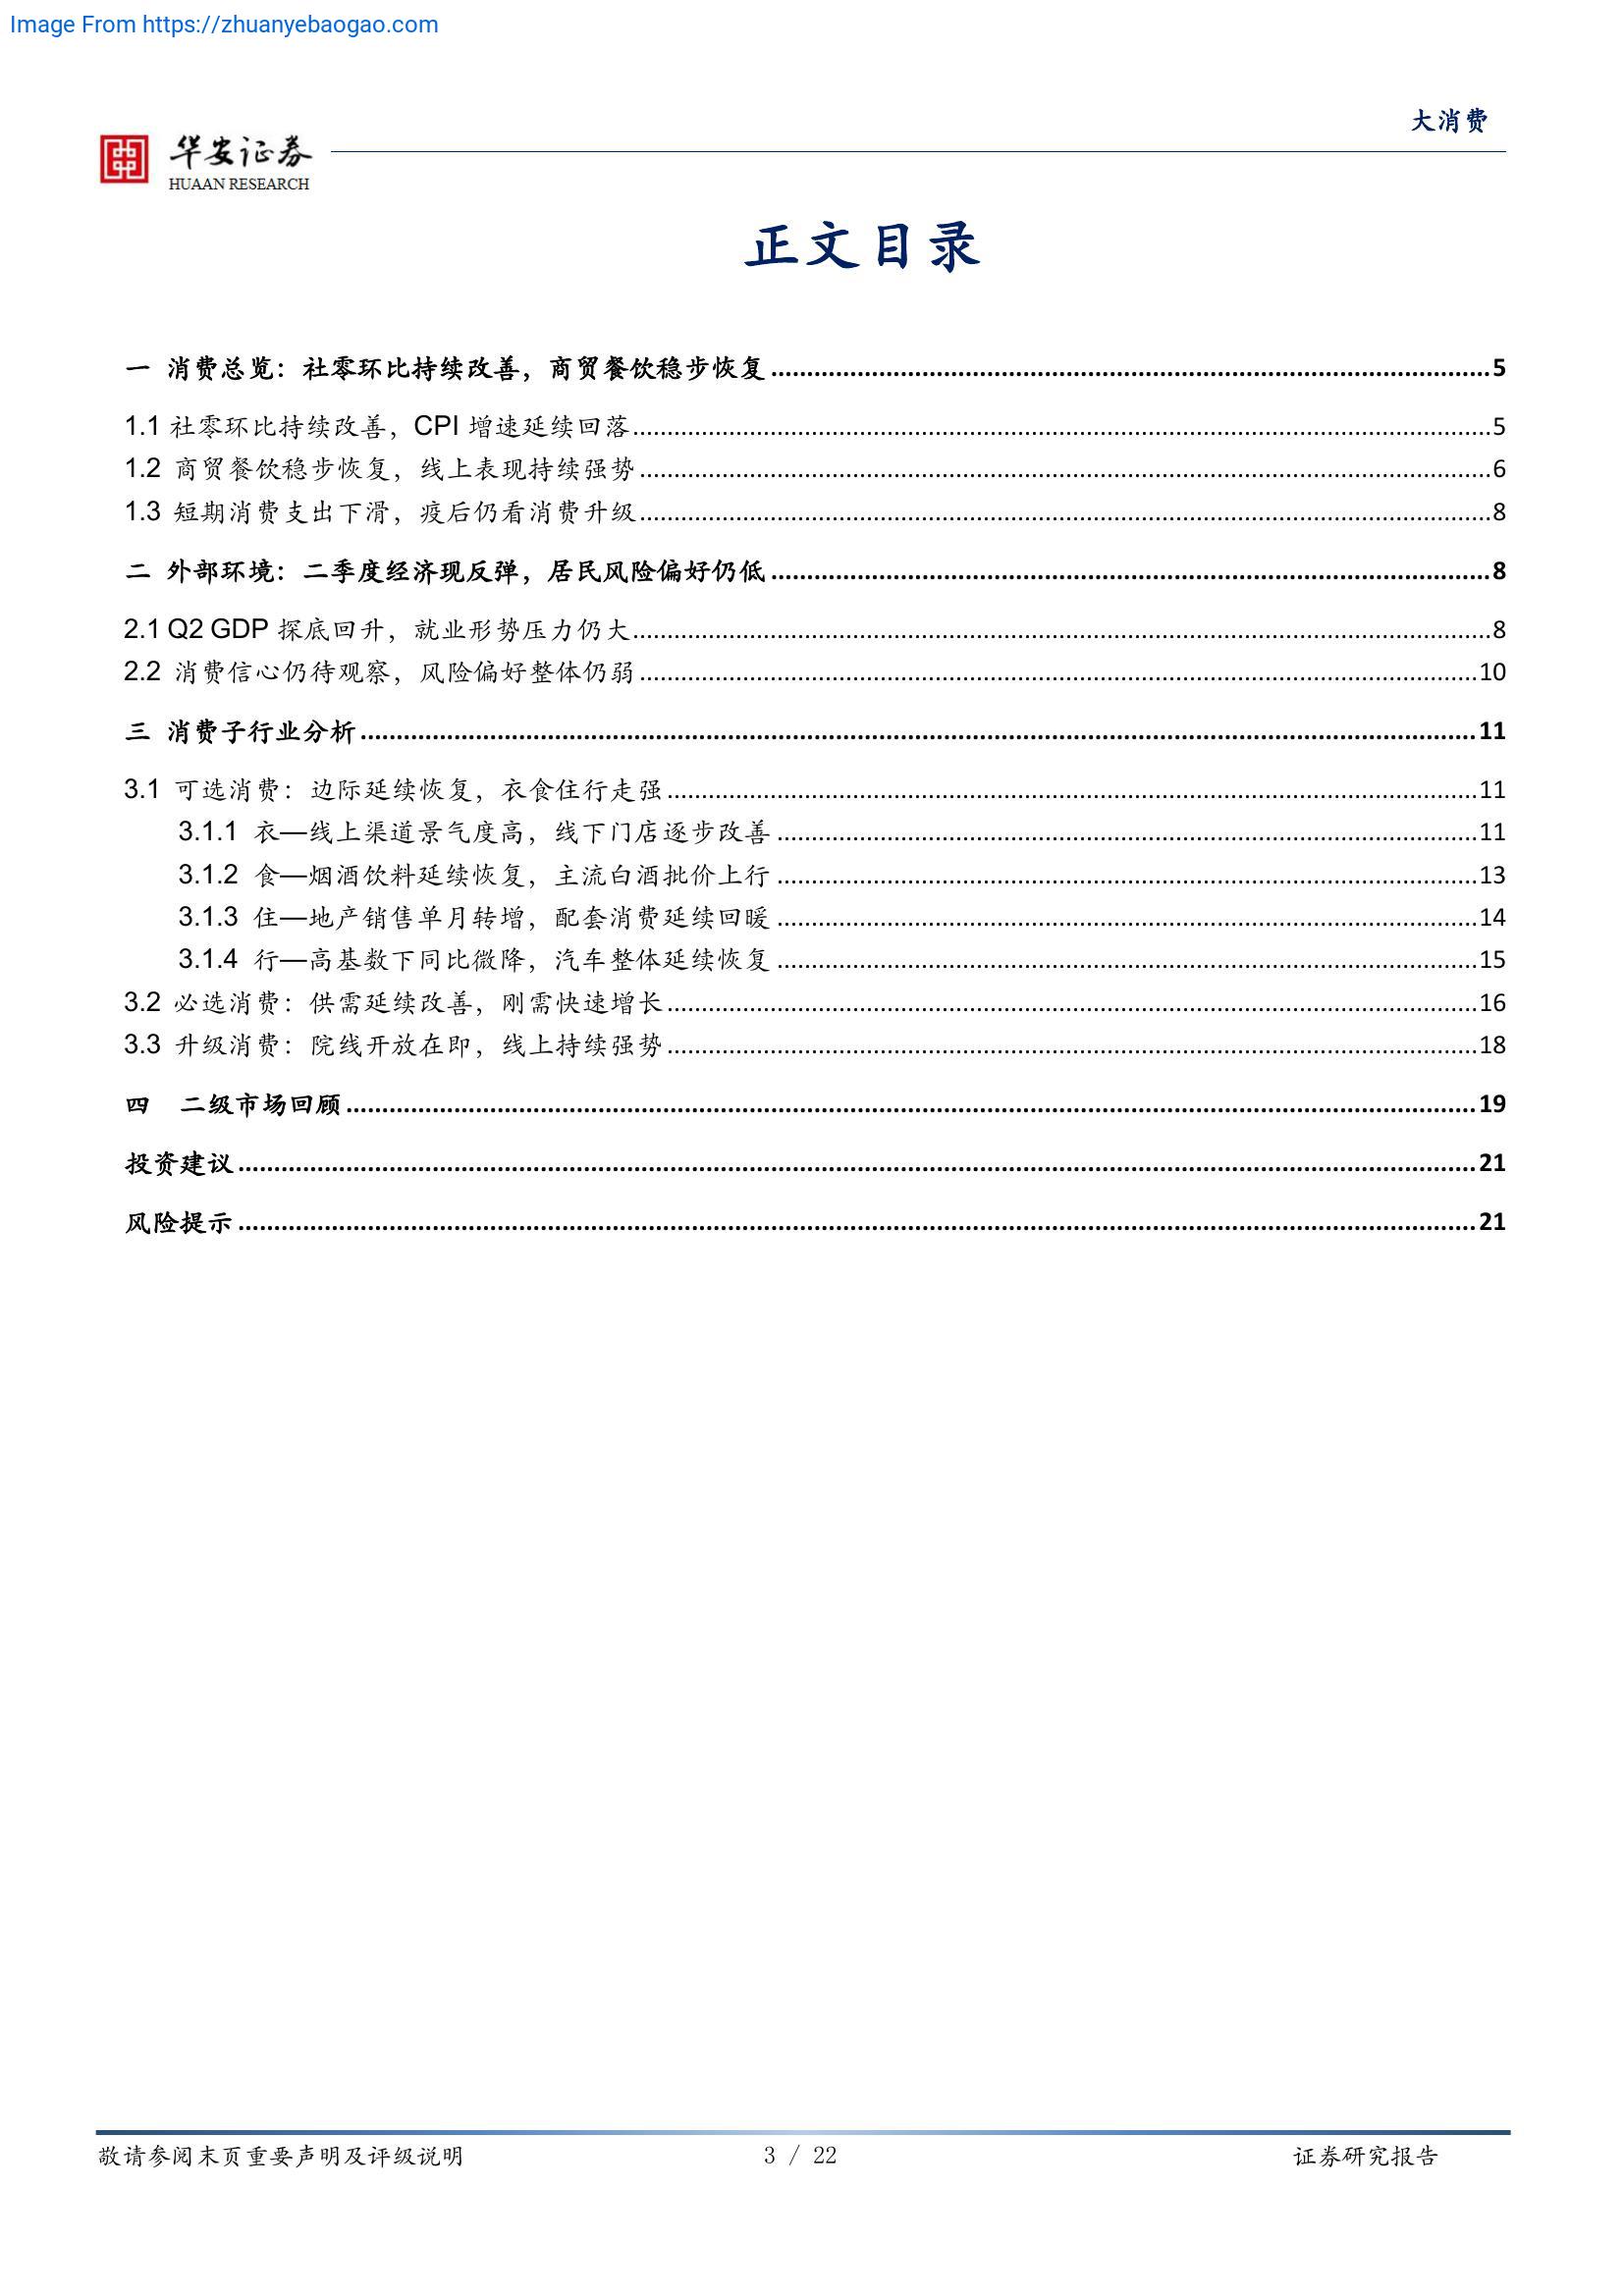 Image From https://zhuanyebaogao.com
大消费
华安证券
HUAAN RESEARCH
正文目录
一 消费总览：社零环比持续改善，商贸餐饮稳步恢复 5
1.1 社零环比持续改善，CPI 增速延续回落 5
1.2 商贸餐饮稳步恢复，线上表现持续强势 6
1.3 短期消费支出下滑，疫后仍看消费升级 8
二 外部环境：二季度经济现反弹，居民风险偏好仍低 8
2.1 Q2 GDP 探底回升，就业形势压力仍大 8
2.2 消费信心仍待观察，风险偏好整体仍弱 10
三 消费子行业分析 11
3.1 可选消费：边际延续恢复，衣食住行走强 11
3.1.1 衣—线上渠道景气度高，线下门店逐步改善 11
3.1.2 食—烟酒饮料延续恢复，主流白酒批价上行 13
3.1.3 住—地产销售单月转增，配套消费延续回暖 14
3.1.4 行—高基数下同比微降，汽车整体延续恢复 15
3.2 必选消费：供需延续改善，刚需快速增长 16
3.3 升级消费：院线开放在即，线上持续强势 18
四 二级市场回顾 19
投资建议 21
风险提示 21
敬请参阅末页重要声明及评级说明 3 / 22 证券研究报告